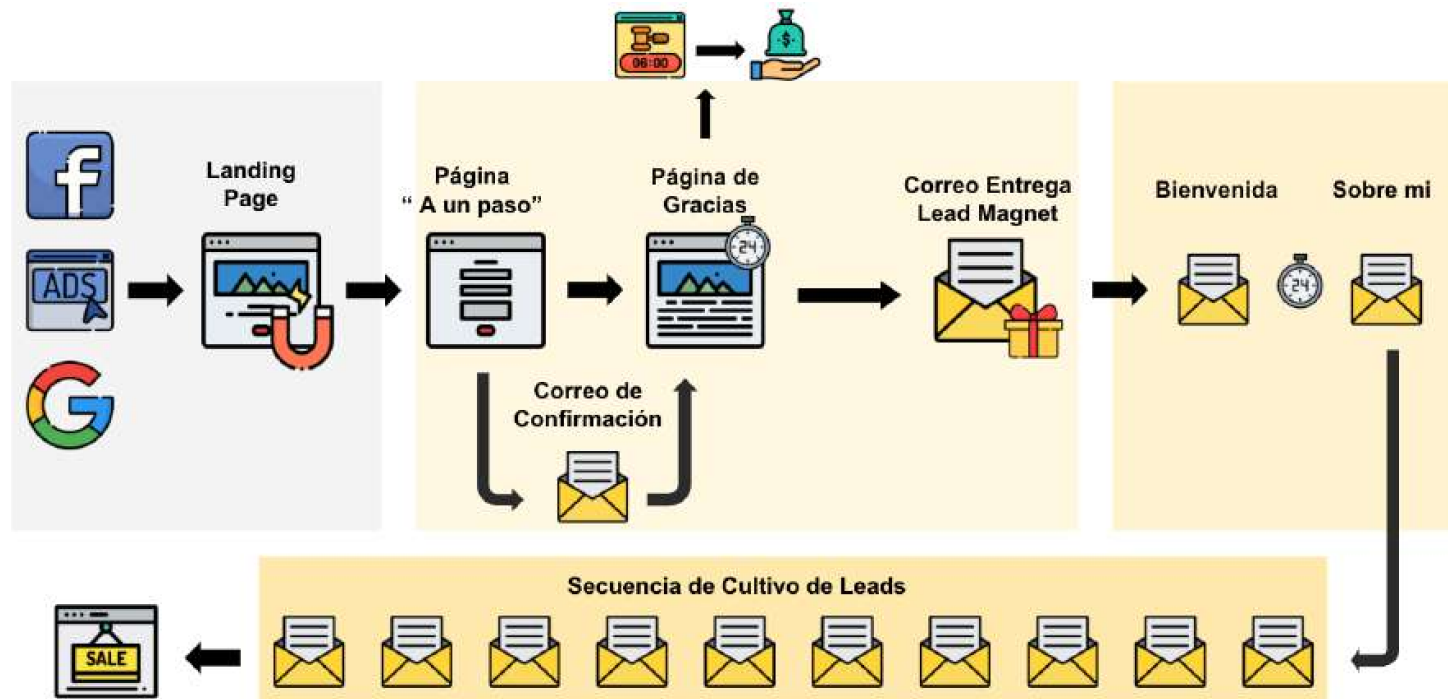 06:00
$
f
Landing
Page
Página
“ A un paso”
Página de
Gracias
Correo Entrega
Lead Magnet
Bienvenida
Sobre mi
24
24
ADS
G
Correo de
Confirmación
Secuencia de Cultivo de Leads
SALE